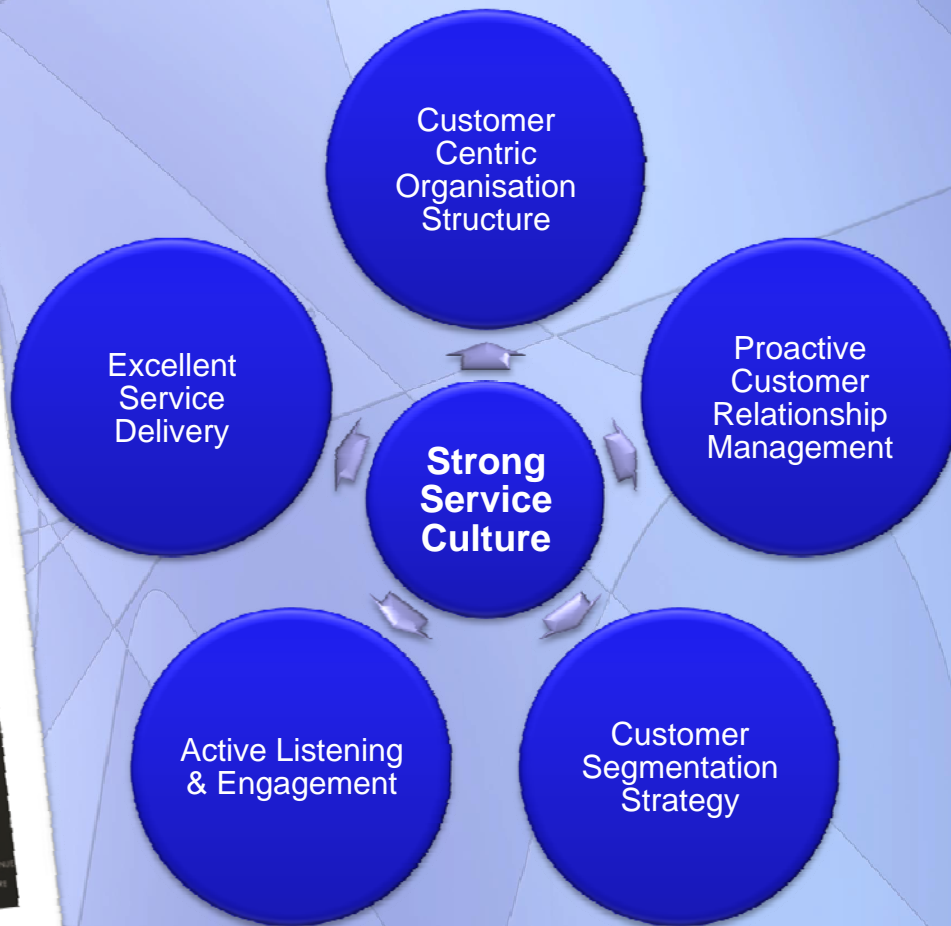 Customer
Centric
Organisation
Structure
Excellent
Service
Delivery
Proactive
Customer
Relationship
Management
Strong
Service
Culture
Active Listening
& Engagement
Customer
Segmentation
Strategy